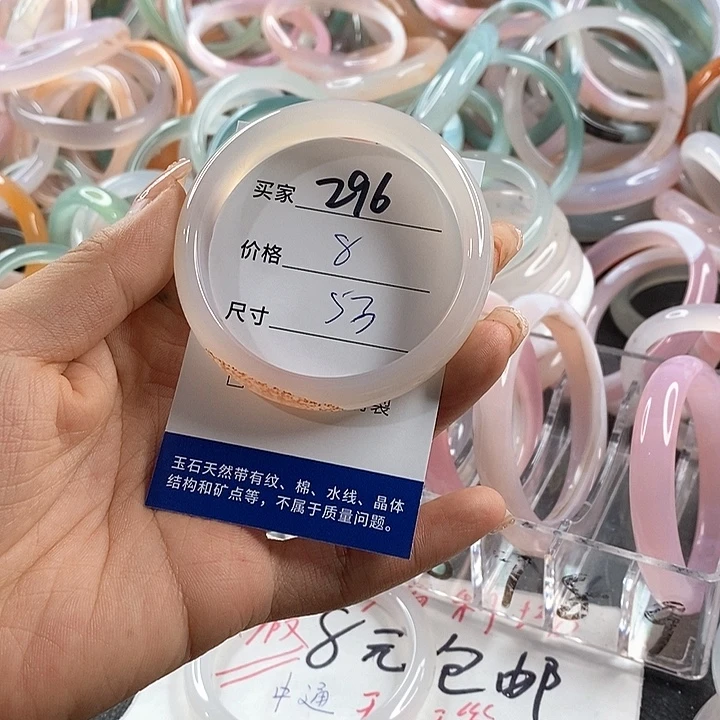 买家 296
价格 8
尺寸 53
裂
玉石天然带有纹、棉、水线、晶体
结构和矿点等，不属于质量问题。
8元包邮
中通